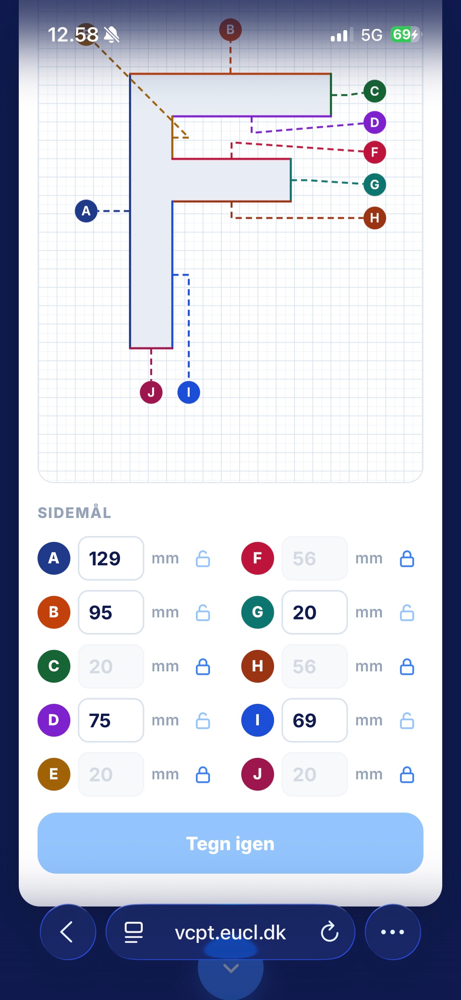 12.58 5G 69
B
C
D
F
G
A
H
J I
SIDEMÅL
A 129 mm F 56 mm
B 95 mm G 20 mm
C 20 mm H 56 mm
D 75 mm I 69 mm
E 20 mm J 20 mm
Tegn igen
vcpt.eucl.dk